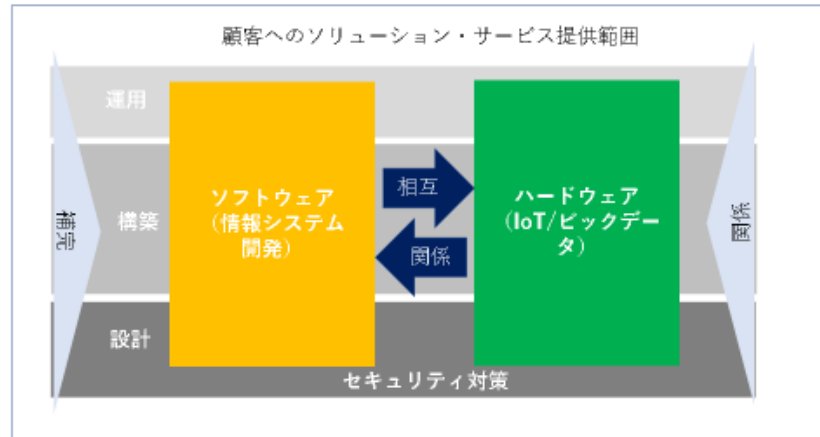 顧客へのソリューション・サービス提供範囲
運用
補完
構築
ソフトウェア
（情報システム
開発）
相互
関係
ハードウェア
（IoT/ビックデー
タ）
関係
設計
セキュリティ対策